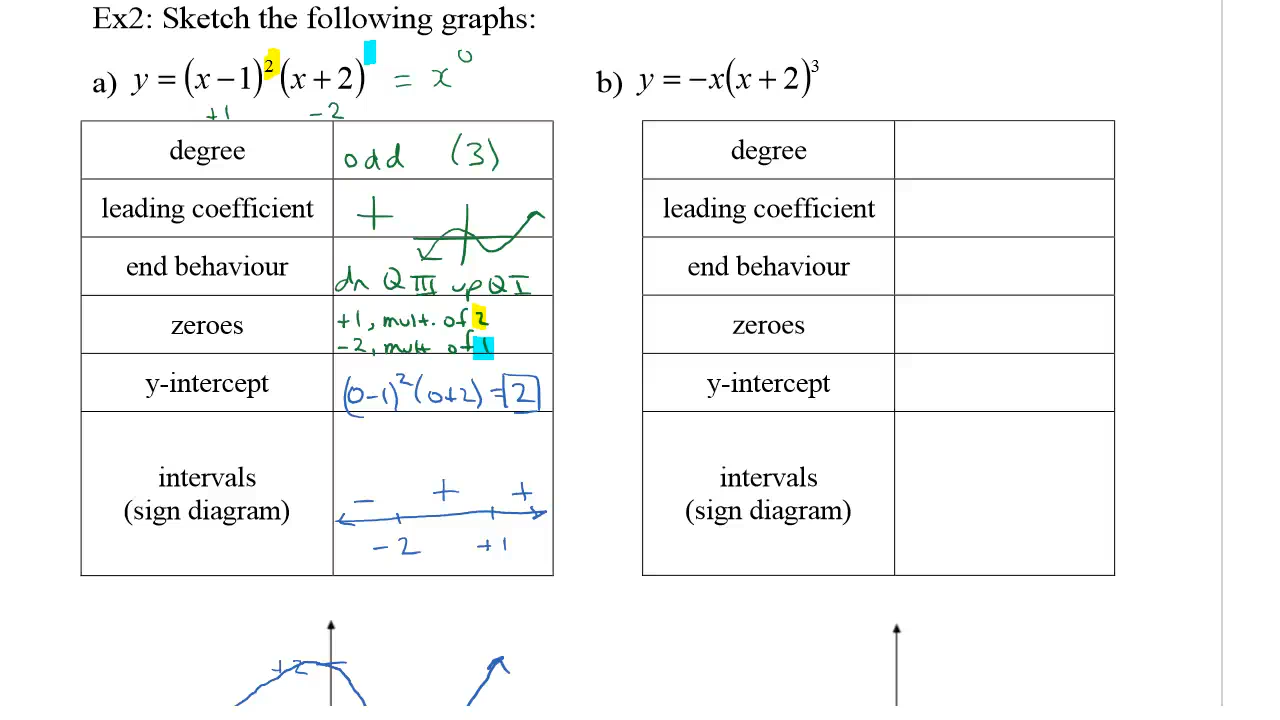 Ex2: Sketch the following graphs:
a) y = (x − 1)² (x + 2) = x⁰
+1 −2
degree odd (3)
leading coefficient +
end behaviour dn Q III up Q I
zeroes +1, mult. of 2
−2, mult of 1
y-intercept (0−1)²(0+2) = 2
intervals
(sign diagram)
− + +
−2 +1
+2
b) y = −x(x + 2)³
degree
leading coefficient
end behaviour
zeroes
y-intercept
intervals
(sign diagram)